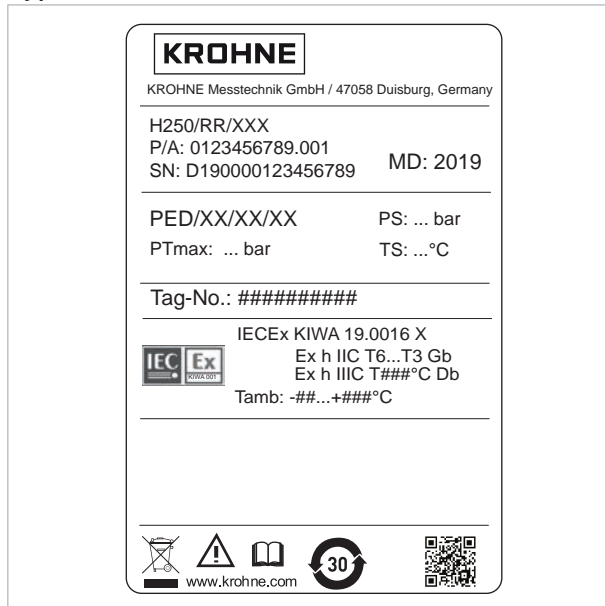 KROHNE
KROHNE Messtechnik GmbH / 47058 Duisburg, Germany
H250/RR/XXX
P/A: 0123456789.001
SN: D190000123456789
MD: 2019
PED/XX/XX/XX
PS: ... bar
PTmax: ... bar
TS: ...°C
Tag-No.: ##########
IECEx KIWA 19.0016 X
IEC Ex
Ex h IIC T6...T3 Gb
KIWA 001
Ex h IIIC T###°C Db
Tamb: -##...+###°C
30
www.krohne.com